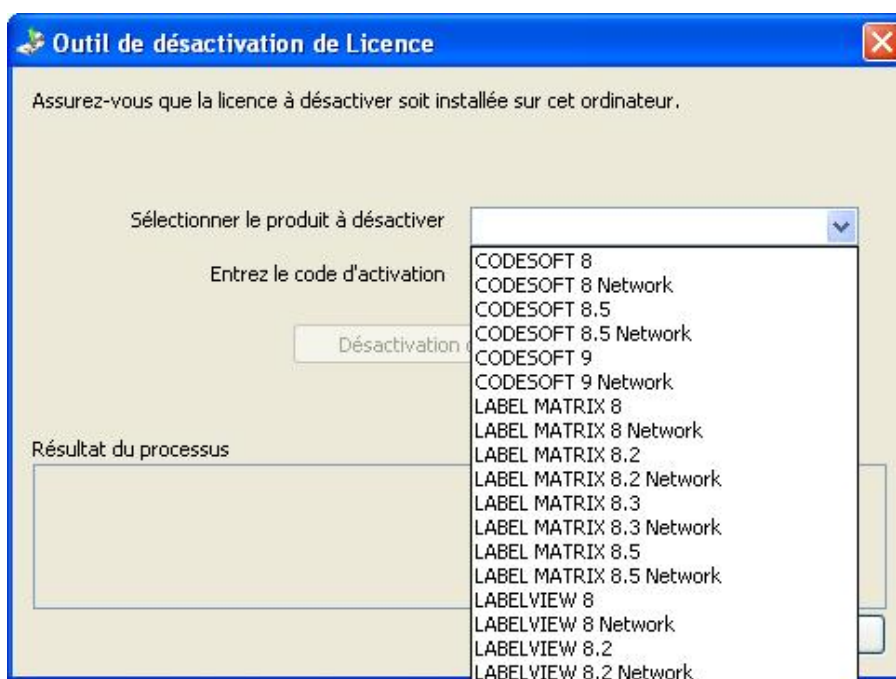 Outil de désactivation de Licence
Assurez-vous que la licence à désactiver soit installée sur cet ordinateur.
Sélectionner le produit à désactiver
Entrez le code d'activation
Désactivation
CODESOFT 8
CODESOFT 8 Network
CODESOFT 8.5
CODESOFT 8.5 Network
CODESOFT 9
CODESOFT 9 Network
LABEL MATRIX 8
LABEL MATRIX 8 Network
LABEL MATRIX 8.2
LABEL MATRIX 8.2 Network
LABEL MATRIX 8.3
LABEL MATRIX 8.3 Network
LABEL MATRIX 8.5
LABEL MATRIX 8.5 Network
LABELVIEW 8
LABELVIEW 8 Network
LABELVIEW 8.2
LABELVIEW 8.2 Network
Résultat du processus